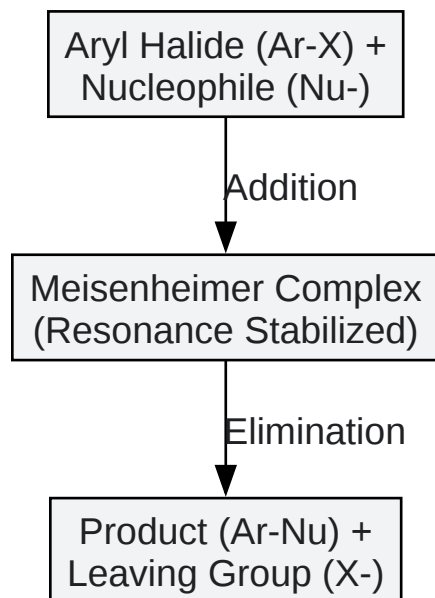 Aryl Halide (Ar-X) +
Nucleophile (Nu-)
Addition
Meisenheimer Complex
(Resonance Stabilized)
Elimination
Product (Ar-Nu) +
Leaving Group (X-)